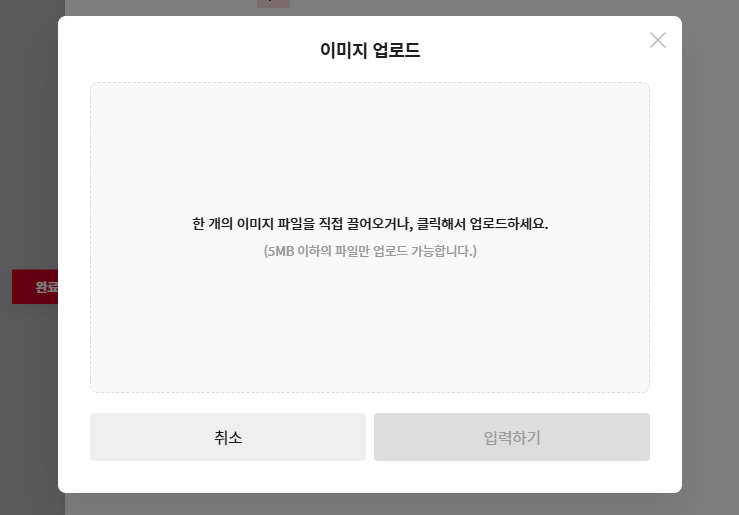 이미지 업로드
한 개의 이미지 파일을 직접 끌어오거나, 클릭해서 업로드하세요.
(5MB 이하의 파일만 업로드 가능합니다.)
완료
취소
입력하기